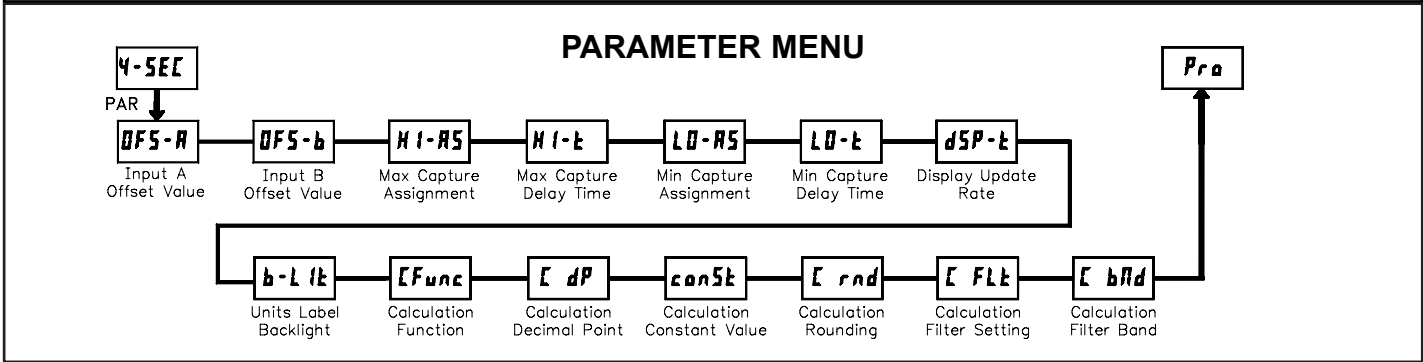 PARAMETER MENU
4-SEC
Pro
PAR
OFS-A
OFS-b
HI-AS
HI-t
LO-AS
LO-t
dSP-t
Input A
Offset Value
Input B
Offset Value
Max Capture
Assignment
Max Capture
Delay Time
Min Capture
Assignment
Min Capture
Delay Time
Display Update
Rate
b-LIt
CFunc
C dP
conSt
C rnd
C FLt
C bNd
Units Label
Backlight
Calculation
Function
Calculation
Decimal Point
Calculation
Constant Value
Calculation
Rounding
Calculation
Filter Setting
Calculation
Filter Band